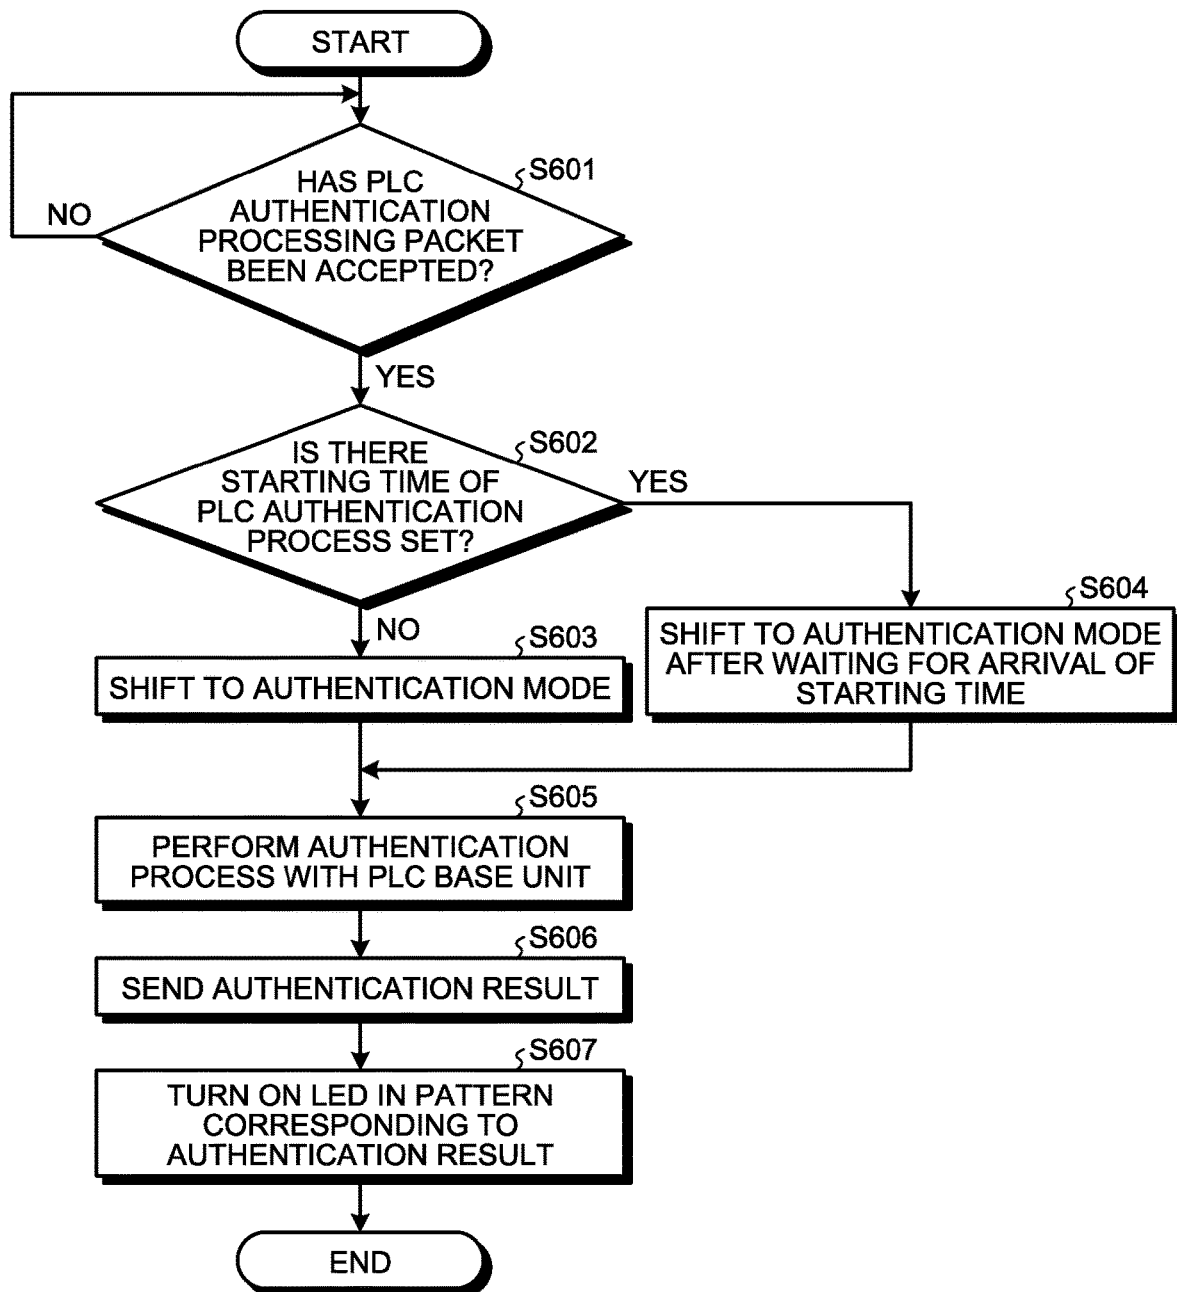 START
S601
HAS PLC
AUTHENTICATION
PROCESSING PACKET
BEEN ACCEPTED?
NO
YES
S602
IS THERE
STARTING TIME OF
PLC AUTHENTICATION
PROCESS SET?
YES
NO
S603
SHIFT TO AUTHENTICATION MODE
S604
SHIFT TO AUTHENTICATION MODE
AFTER WAITING FOR ARRIVAL OF
STARTING TIME
S605
PERFORM AUTHENTICATION
PROCESS WITH PLC BASE UNIT
S606
SEND AUTHENTICATION RESULT
S607
TURN ON LED IN PATTERN
CORRESPONDING TO
AUTHENTICATION RESULT
END